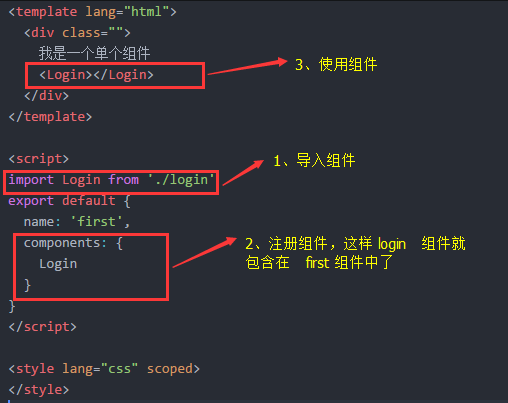 <template lang="html">
<div class="">
我是一个单个组件
<Login></Login>
3、使用组件
</div>
</template>
<script>
1、导入组件
import Login from './login'
export default {
name: 'first',
components: {
2、注册组件，这样 login 组件就
包含在 first 组件中了
Login
}
}
</script>
<style lang="css" scoped>
</style>